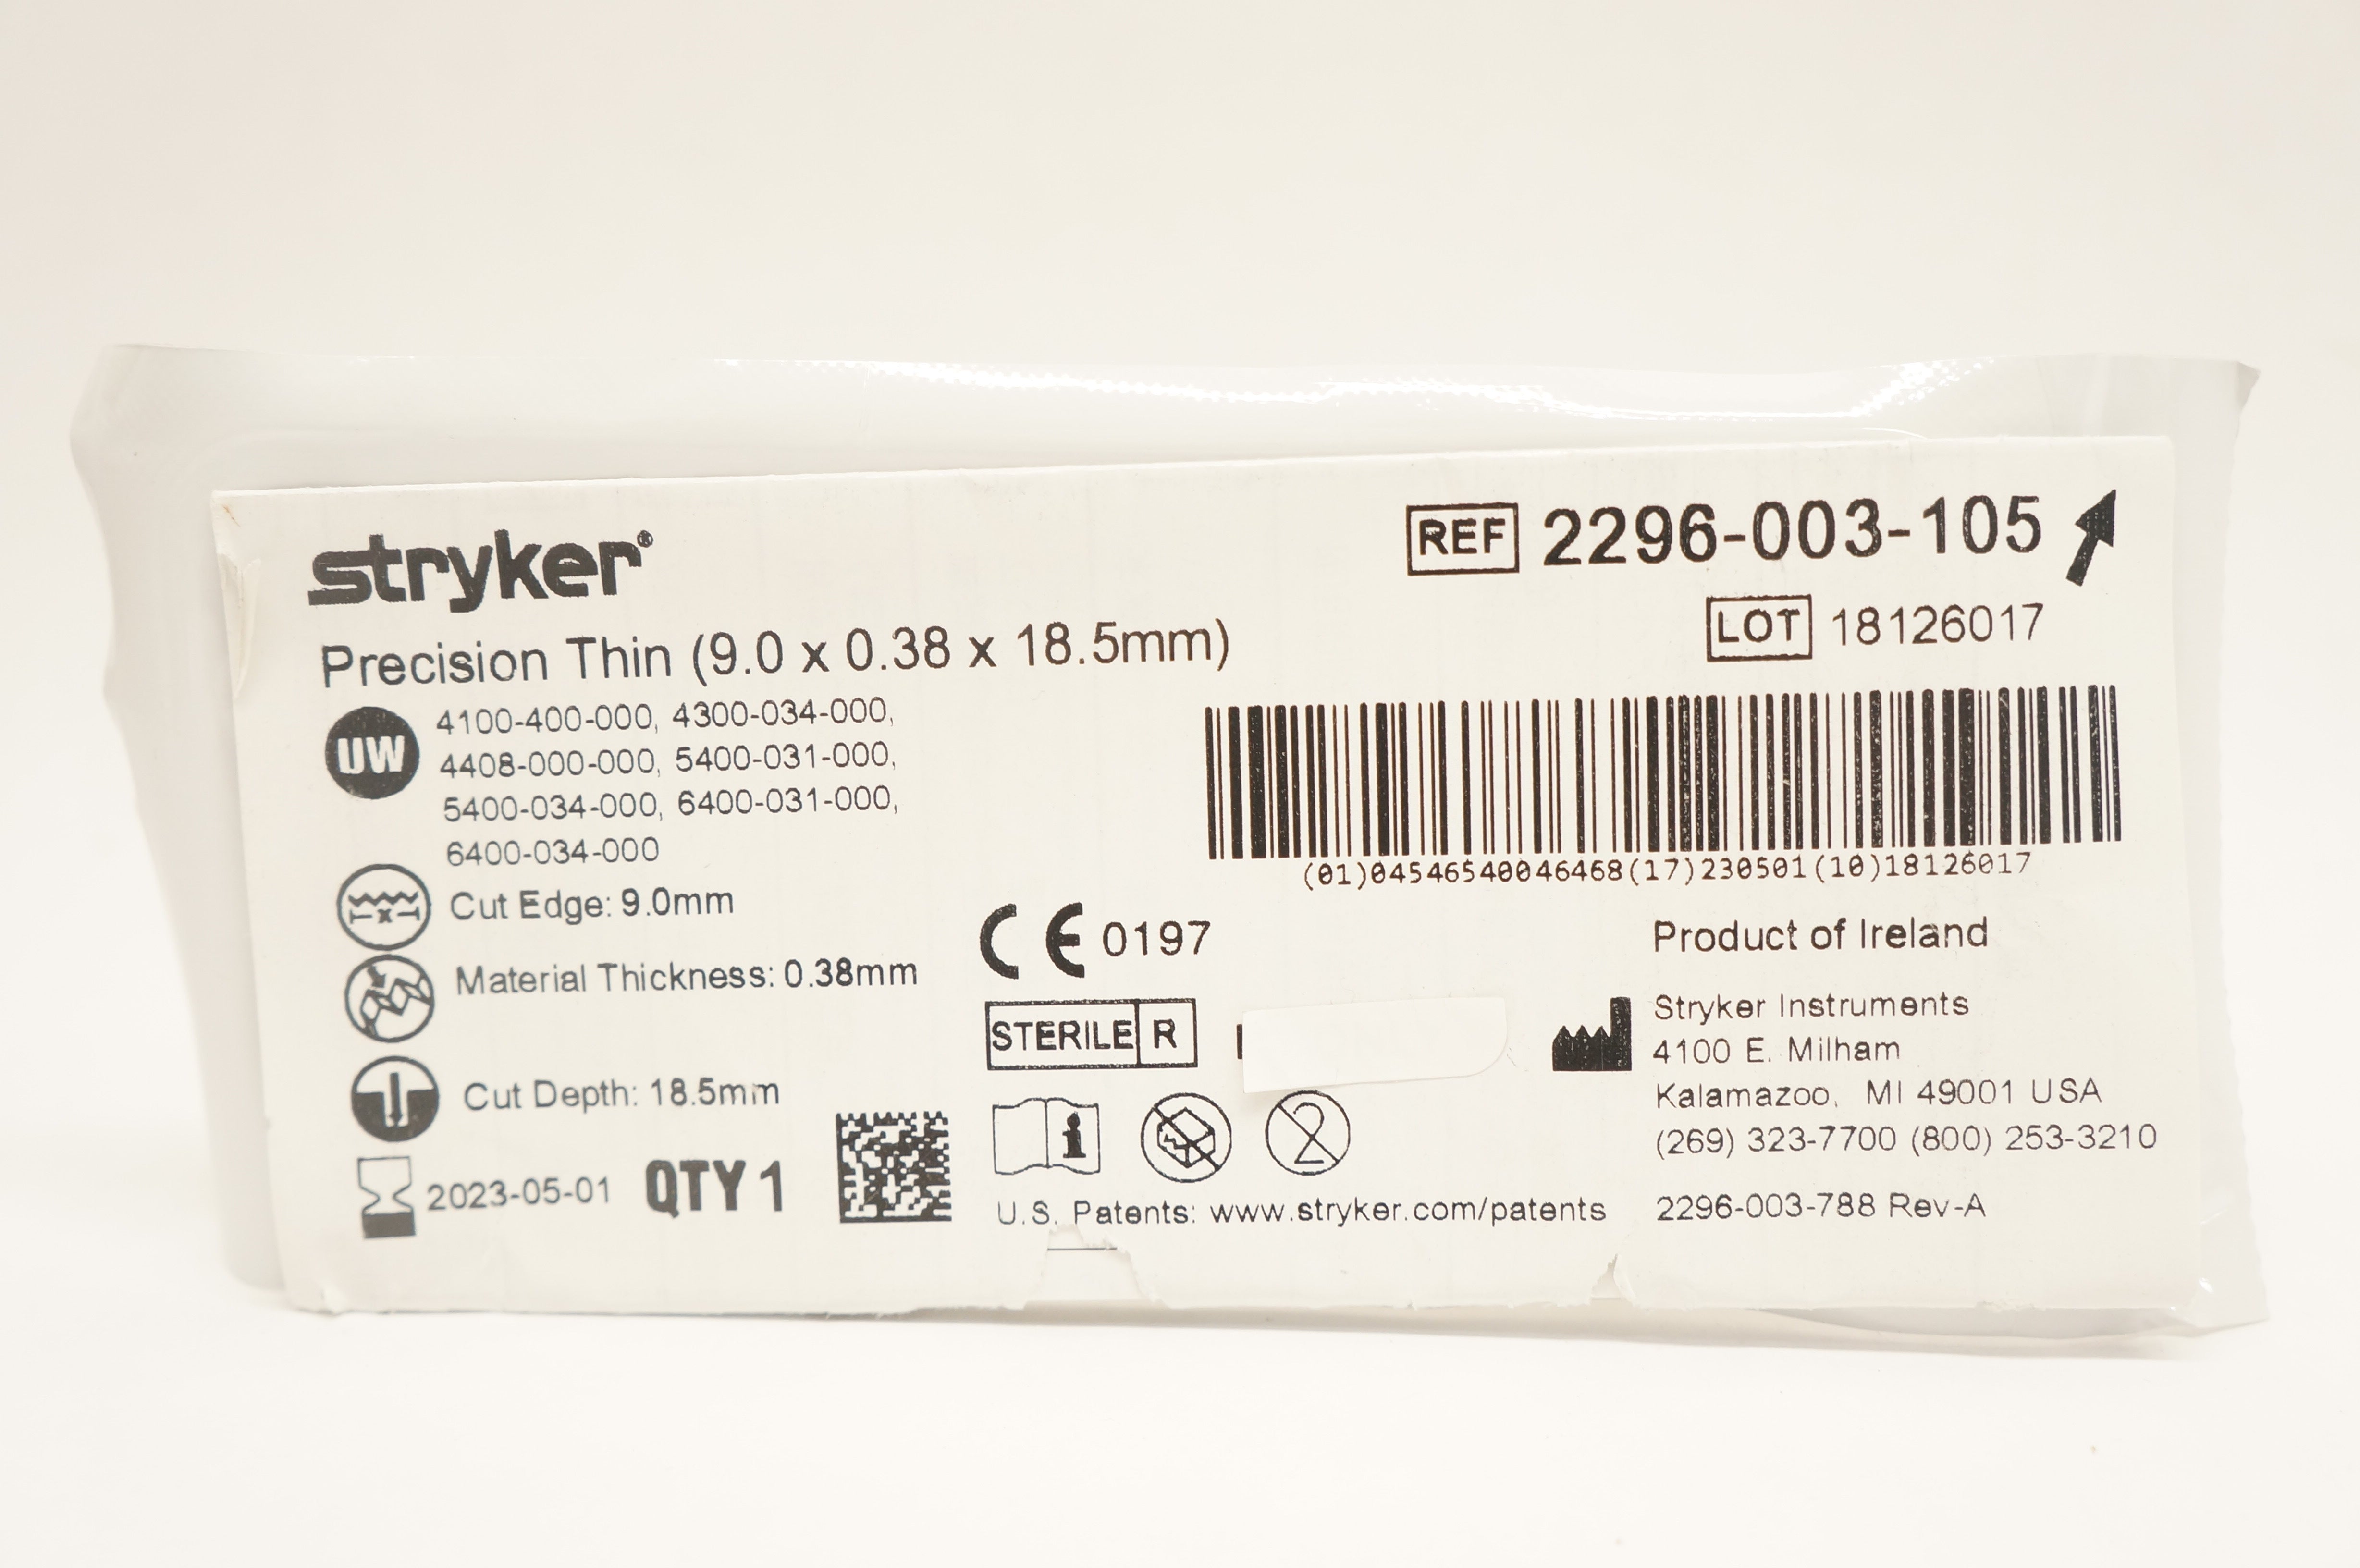 stryker®
REF 2296-003-105
LOT 18126017
Precision Thin (9.0 x 0.38 x 18.5mm)
UW 4100-400-000, 4300-034-000,
4408-000-000, 5400-031-000,
5400-034-000, 6400-031-000,
6400-034-000
(01)04546540046468(17)230501(10)18126017
x Cut Edge: 9.0mm
Material Thickness: 0.38mm
Cut Depth: 18.5mm
2023-05-01 QTY 1
CE 0197
STERILE R
i 2
U.S. Patents: www.stryker.com/patents
Product of Ireland
Stryker Instruments
4100 E. Milham
Kalamazoo, MI 49001 USA
(269) 323-7700 (800) 253-3210
2296-003-788 Rev-A